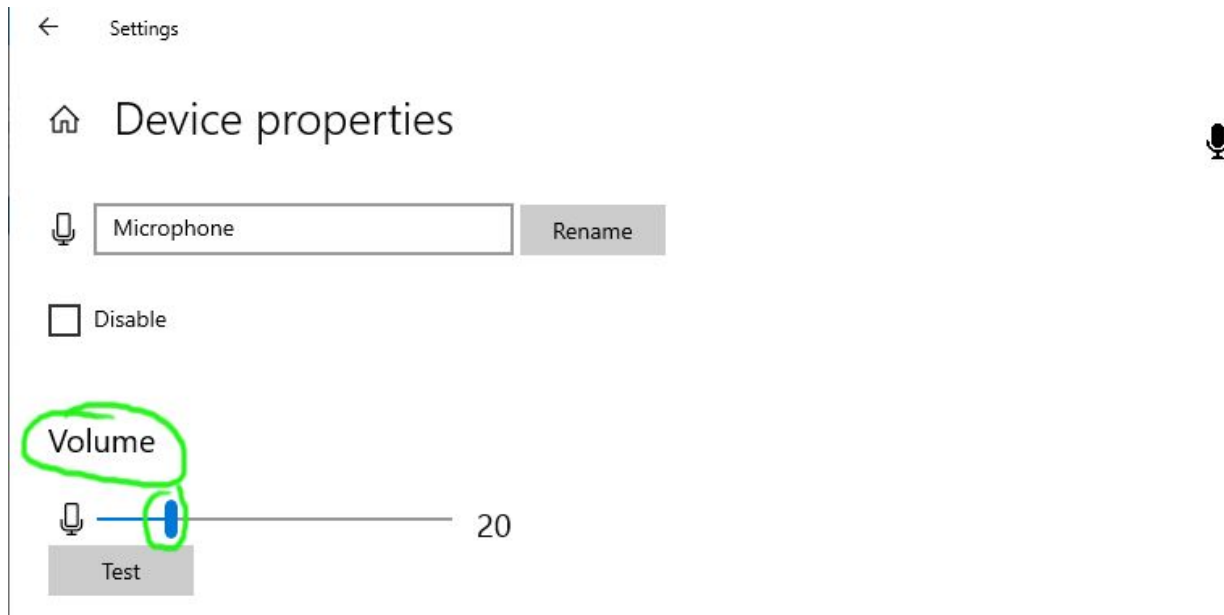 Settings
Device properties
Microphone
Rename
Disable
Volume
20
Test